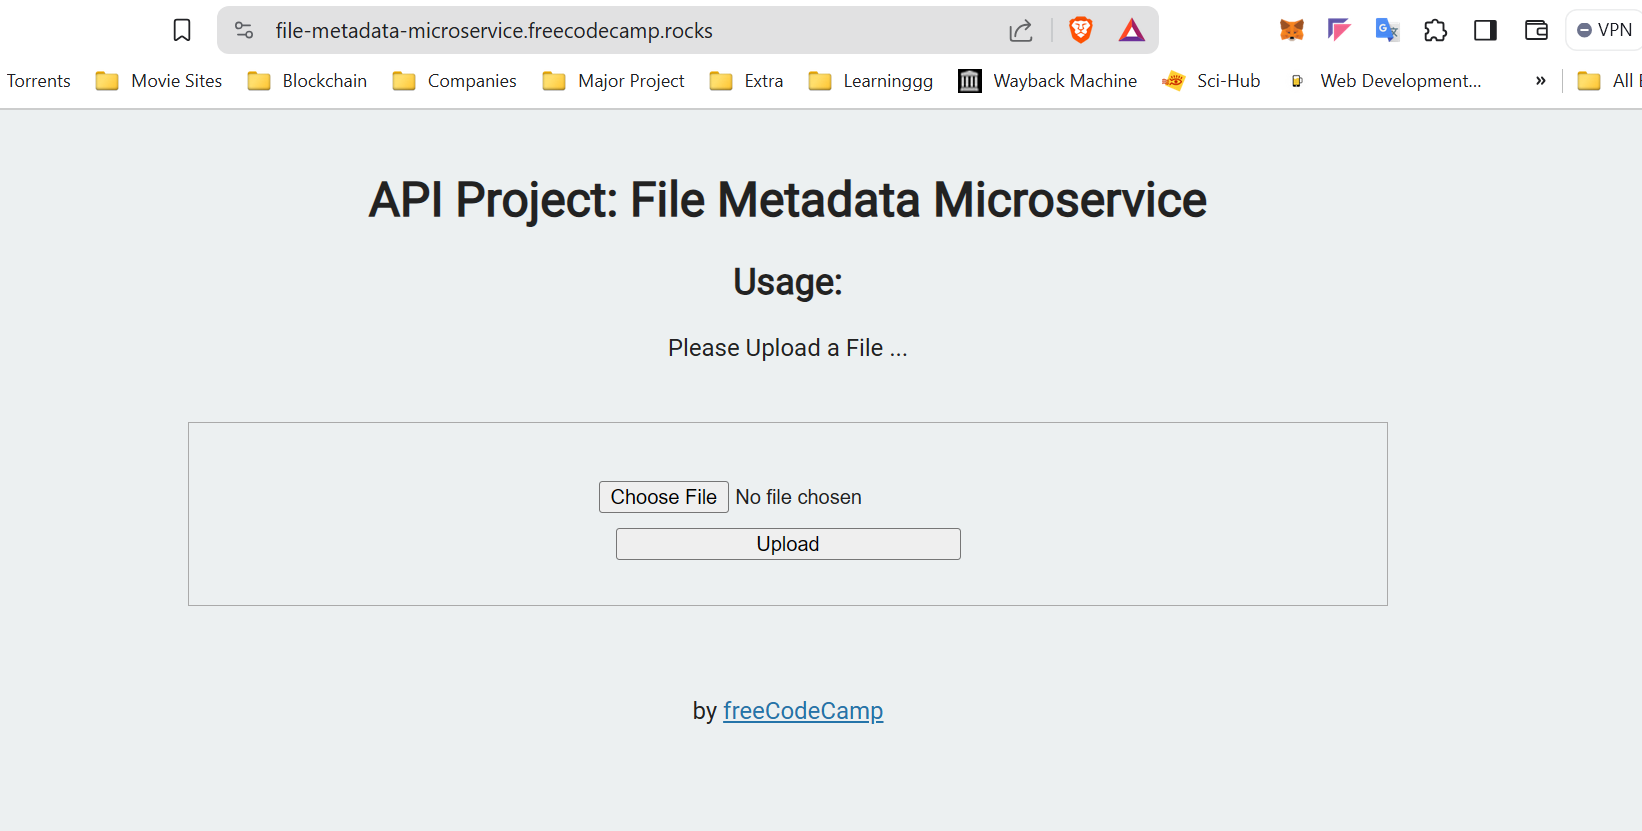 file-metadata-microservice.freecodecamp.rocks VPN
Torrents Movie Sites Blockchain Companies Major Project Extra Learninggg Wayback Machine Sci-Hub Web Development... » All
API Project: File Metadata Microservice
Usage:
Please Upload a File ...
Choose File No file chosen
Upload
by freeCodeCamp